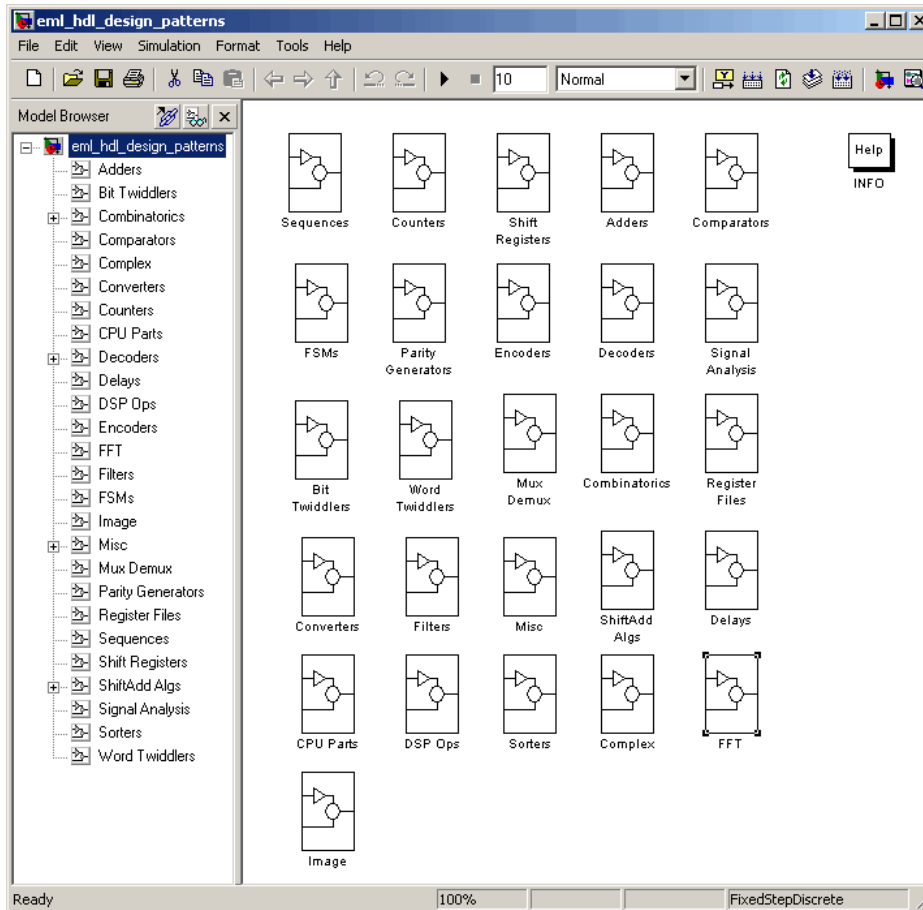 eml_hdl_design_patterns
File Edit View Simulation Format Tools Help
10 Normal
Model Browser
eml_hdl_design_patterns
Adders
Bit Twiddlers
Combinatorics
Comparators
Complex
Converters
Counters
CPU Parts
Decoders
Delays
DSP Ops
Encoders
FFT
Filters
FSMs
Image
Misc
Mux Demux
Parity Generators
Register Files
Sequences
Shift Registers
ShiftAdd Algs
Signal Analysis
Sorters
Word Twiddlers
Sequences
Counters
Shift
Registers
Adders
Comparators
Help
INFO
FSMs
Parity
Generators
Encoders
Decoders
Signal
Analysis
Bit
Twiddlers
Word
Twiddlers
Mux
Demux
Combinatorics
Register
Files
Converters
Filters
Misc
ShiftAdd
Algs
Delays
CPU Parts
DSP Ops
Sorters
Complex
FFT
Image
Ready 100% FixedStepDiscrete